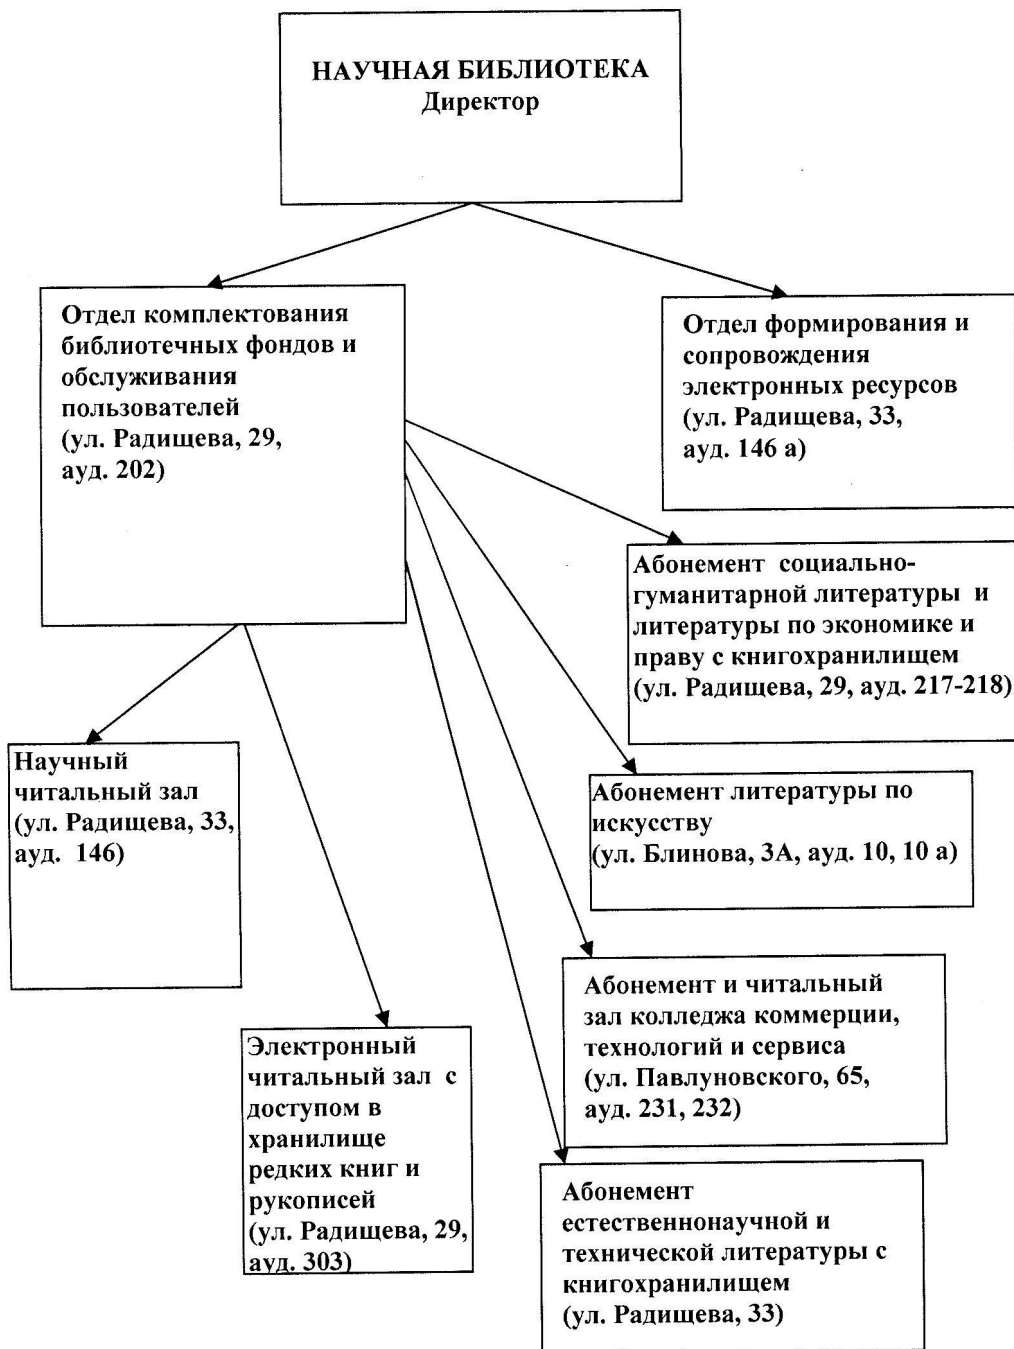 НАУЧНАЯ БИБЛИОТЕКА
Директор
Отдел комплектования
библиотечных фондов и
обслуживания
пользователей
(ул. Радищева, 29,
ауд. 202)
Отдел формирования и
сопровождения
электронных ресурсов
(ул. Радищева, 33,
ауд. 146 а)
Абонемент социально-
гуманитарной литературы и
литературы по экономике и
праву с книгохранилищем
(ул. Радищева, 29, ауд. 217-218)
Научный
читальный зал
(ул. Радищева, 33,
ауд. 146)
Абонемент литературы по
искусству
(ул. Блинова, 3А, ауд. 10, 10 а)
Абонемент и читальный
зал колледжа коммерции,
технологий и сервиса
(ул. Павлуновского, 65,
ауд. 231, 232)
Электронный
читальный зал с
доступом в
хранилище
редких книг и
рукописей
(ул. Радищева, 29,
ауд. 303)
Абонемент
естественнонаучной и
технической литературы с
книгохранилищем
(ул. Радищева, 33)